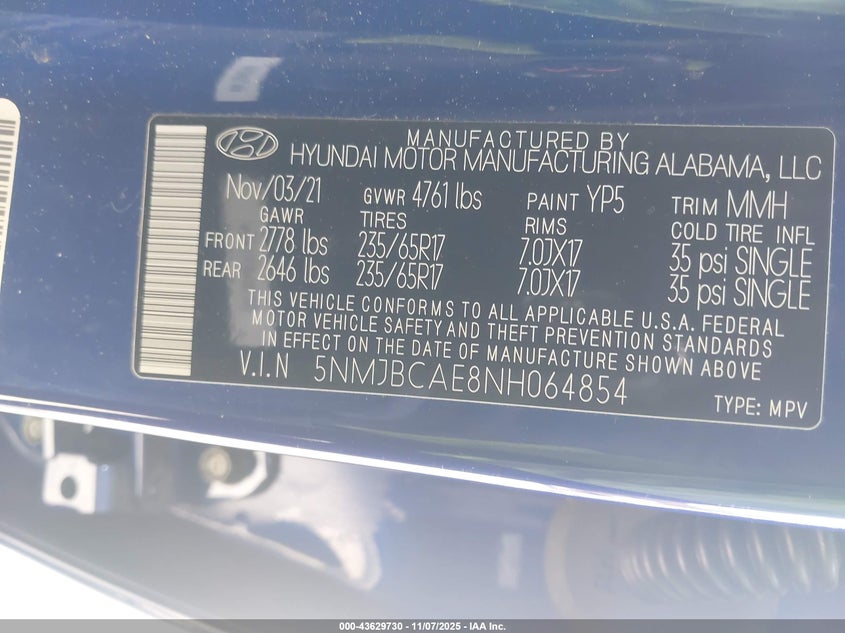 MANUFACTURED BY
HYUNDAI MOTOR MANUFACTURING ALABAMA, LLC
Nov/03/21 GVWR 4761 lbs PAINT YP5 TRIM MMH
GAWR TIRES RIMS COLD TIRE INFL
FRONT 2778 lbs 235/65R17 7.0JX17 35 psi SINGLE
REAR 2646 lbs 235/65R17 7.0JX17 35 psi SINGLE
THIS VEHICLE CONFORMS TO ALL APPLICABLE U.S.A. FEDERAL
MOTOR VEHICLE SAFETY AND THEFT PREVENTION STANDARDS
IN EFFECT ON THE DATE OF MANUFACTURE SHOWN ABOVE
V.I.N 5NMJBCAE8NH064854
TYPE: MPV
000-43629730 - 11/07/2025 - IAA Inc.